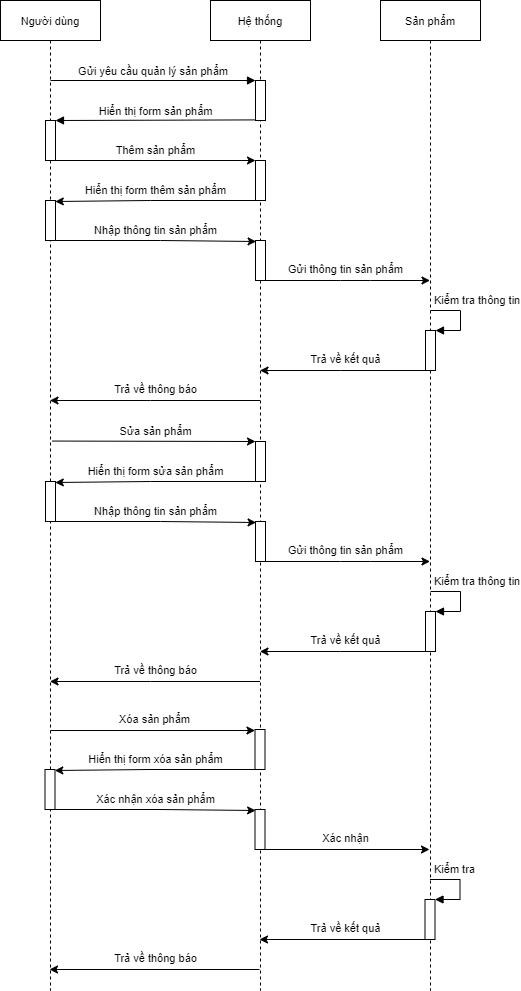 Người dùng
Hệ thống
Sản phẩm
Gửi yêu cầu quản lý sản phẩm
Hiển thị form sản phẩm
Thêm sản phẩm
Hiển thị form thêm sản phẩm
Nhập thông tin sản phẩm
Gửi thông tin sản phẩm
Kiểm tra thông tin
Trả về kết quả
Trả về thông báo
Sửa sản phẩm
Hiển thị form sửa sản phẩm
Nhập thông tin sản phẩm
Gửi thông tin sản phẩm
Kiểm tra thông tin
Trả về kết quả
Trả về thông báo
Xóa sản phẩm
Hiển thị form xóa sản phẩm
Xác nhận xóa sản phẩm
Xác nhận
Kiểm tra
Trả về kết quả
Trả về thông báo